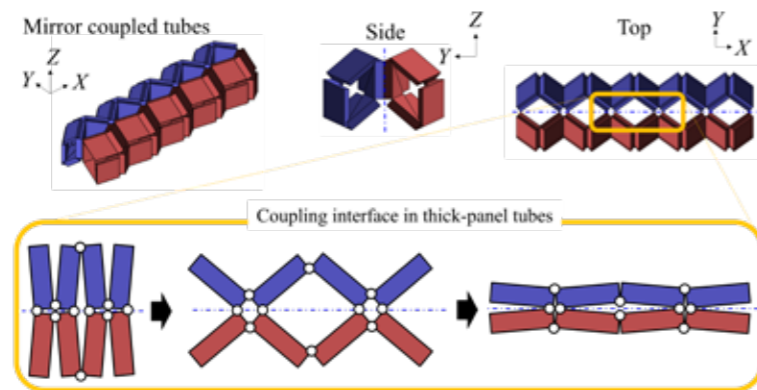 Mirror coupled tubes
Side
Top
Z
Y
X
Z
Y
Y
X
Coupling interface in thick-panel tubes